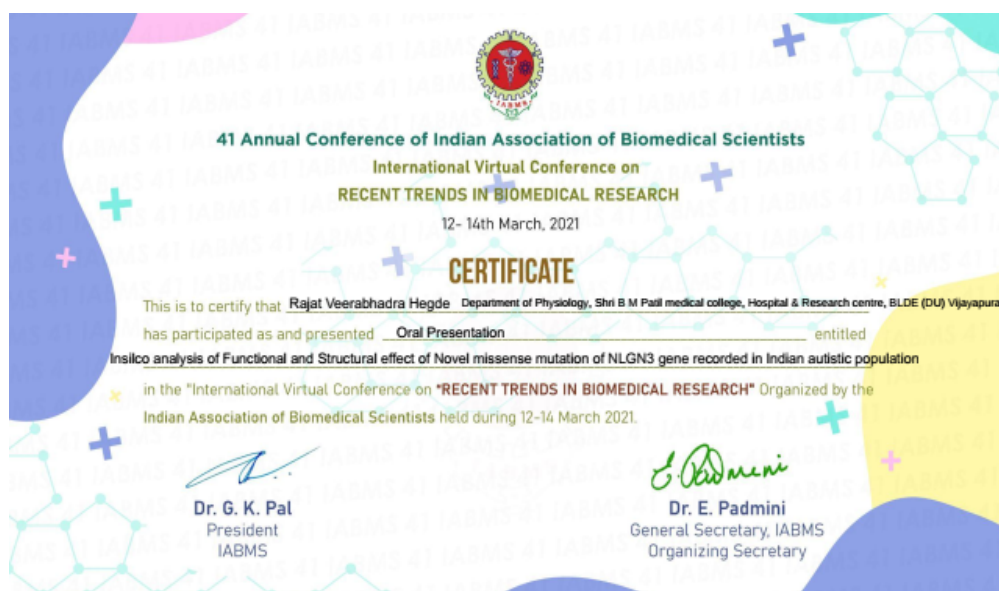 IABMS
41 Annual Conference of Indian Association of Biomedical Scientists
International Virtual Conference on
RECENT TRENDS IN BIOMEDICAL RESEARCH
12- 14th March, 2021
CERTIFICATE
This is to certify that Rajat Veerabhadra Hegde Department of Physiology, Shri B M Patil medical college, Hospital & Research centre, BLDE (DU) Vijayapura
has participated as and presented Oral Presentation entitled
Insilco analysis of Functional and Structural effect of Novel missense mutation of NLGN3 gene recorded in Indian autistic population
in the "International Virtual Conference on "RECENT TRENDS IN BIOMEDICAL RESEARCH" Organized by the
Indian Association of Biomedical Scientists held during 12-14 March 2021.
E. Padmini
Dr. G. K. Pal Dr. E. Padmini
President General Secretary, IABMS
IABMS Organizing Secretary